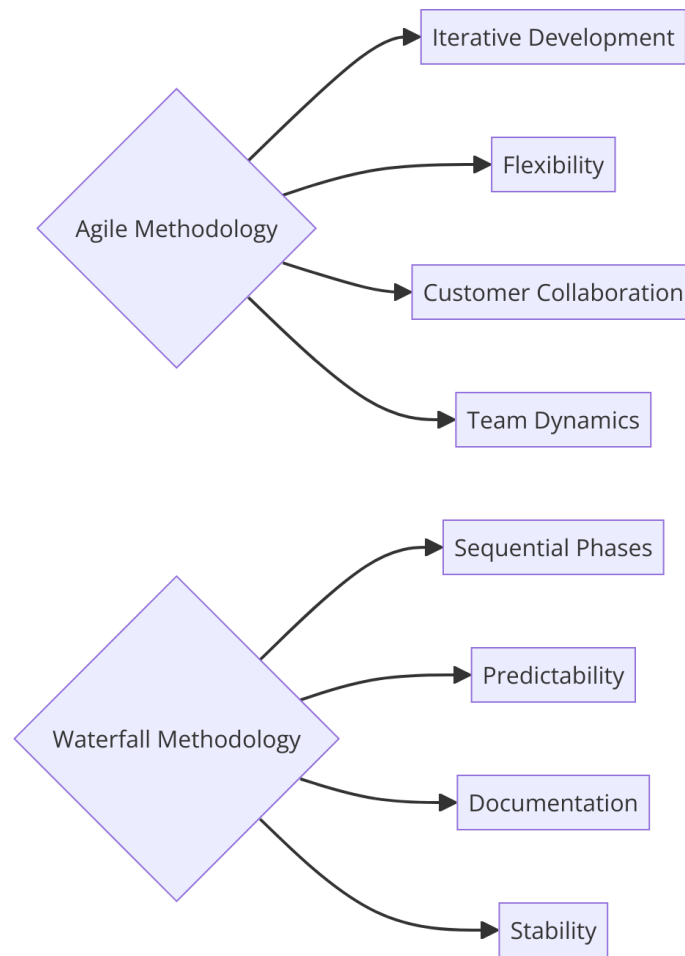 Iterative Development
Flexibility
Agile Methodology
Customer Collaboration
Team Dynamics
Sequential Phases
Predictability
Waterfall Methodology
Documentation
Stability